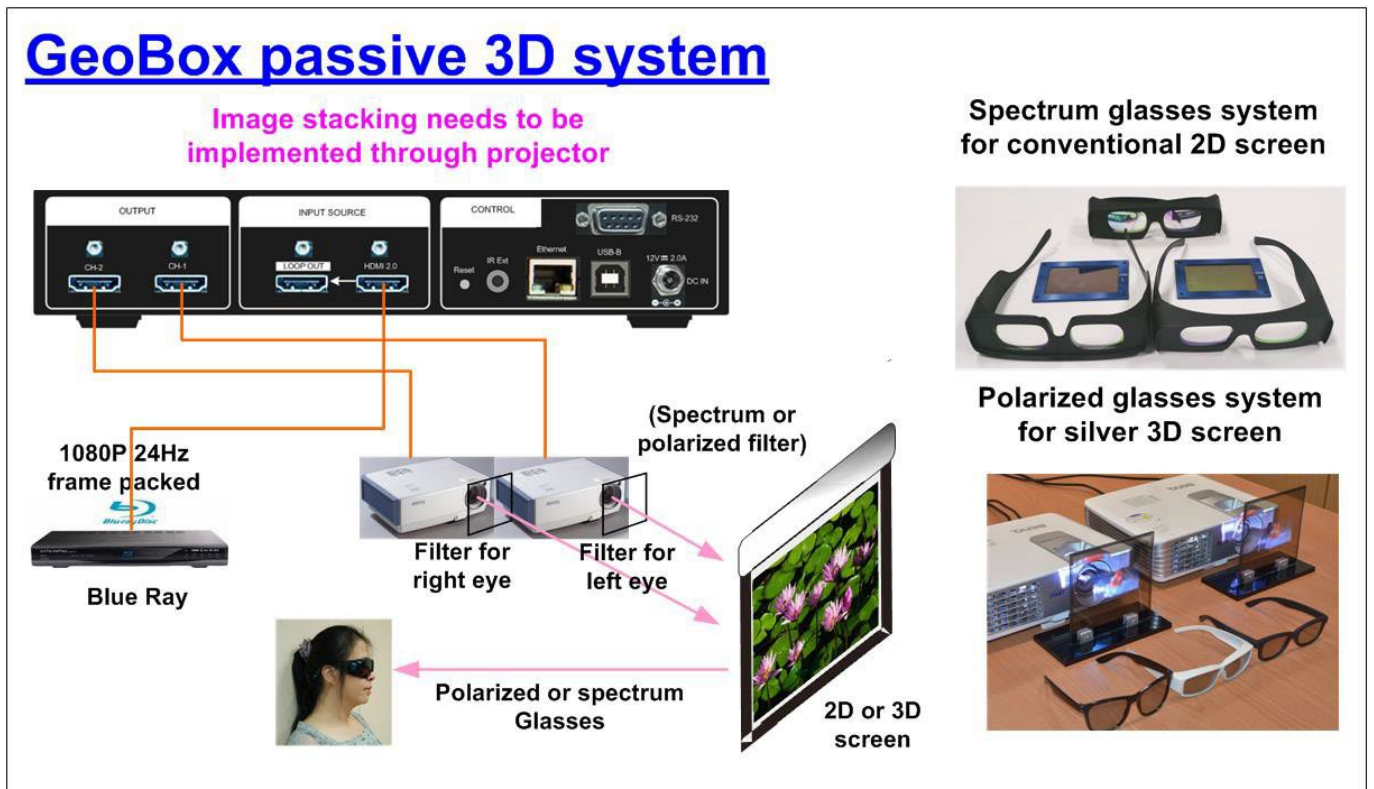 GeoBox passive 3D system
Image stacking needs to be
implemented through projector
OUTPUT
INPUT SOURCE
CONTROL
RS-232
CH-2
CH-1
LOOP OUT
HDMI 2.0
Reset
IR Ext
Ethernet
USB-B
12V 2.0A
DC IN
1080P 24Hz
frame packed
Blu-rayDisc
Blue Ray
Filter for
right eye
Filter for
left eye
(Spectrum or
polarized filter)
Polarized or spectrum
Glasses
2D or 3D
screen
Spectrum glasses system
for conventional 2D screen
Polarized glasses system
for silver 3D screen
BenQ